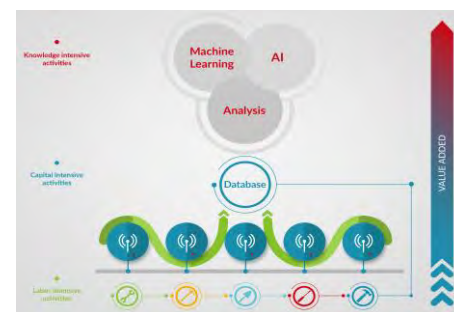 Knowledge intensive
activities
Machine
Learning
AI
Analysis
Capital intensive
activities
Database
VALUE ADDED
Labor intensive
activities